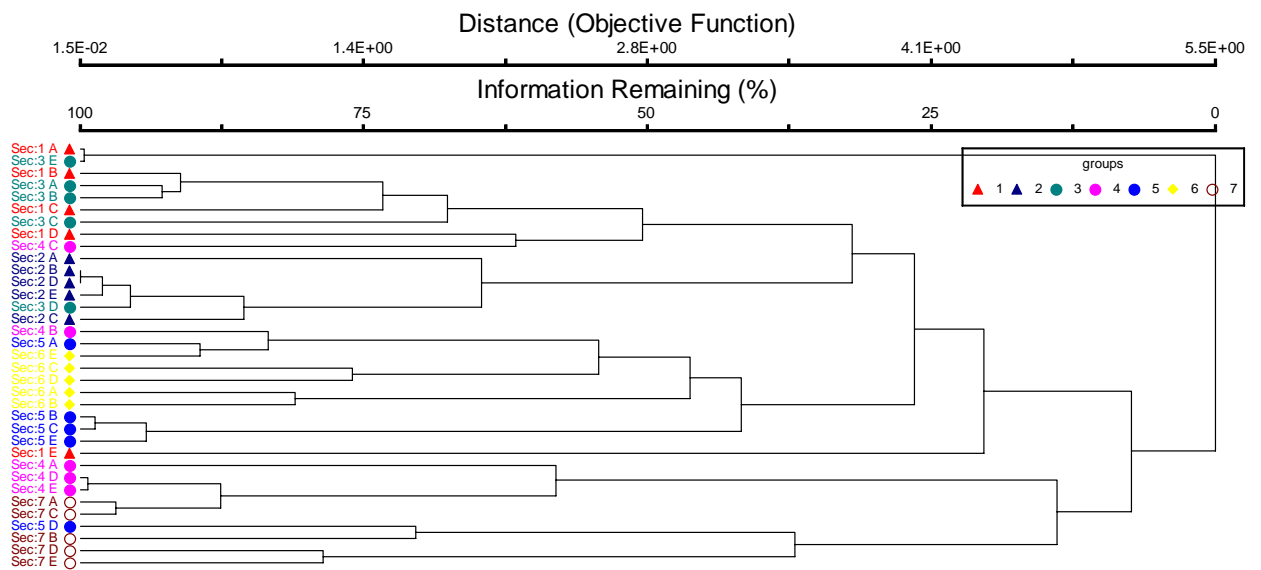 Distance (Objective Function)
1.5E-02 1.4E+00 2.8E+00 4.1E+00 5.5E+00
Information Remaining (%)
100 75 50 25 0
Sec:1 A
Sec:3 E
Sec:1 B
Sec:3 A
Sec:3 B
Sec:1 C
Sec:3 C
Sec:1 D
Sec:4 C
Sec:2 A
Sec:2 B
Sec:2 D
Sec:2 E
Sec:3 D
Sec:2 C
Sec:4 B
Sec:5 A
Sec:6 E
Sec:6 C
Sec:6 D
Sec:6 A
Sec:6 B
Sec:5 B
Sec:5 C
Sec:5 E
Sec:1 E
Sec:4 A
Sec:4 D
Sec:4 E
Sec:7 A
Sec:7 C
Sec:5 D
Sec:7 B
Sec:7 D
Sec:7 E
groups
1 2 3 4 5 6 7